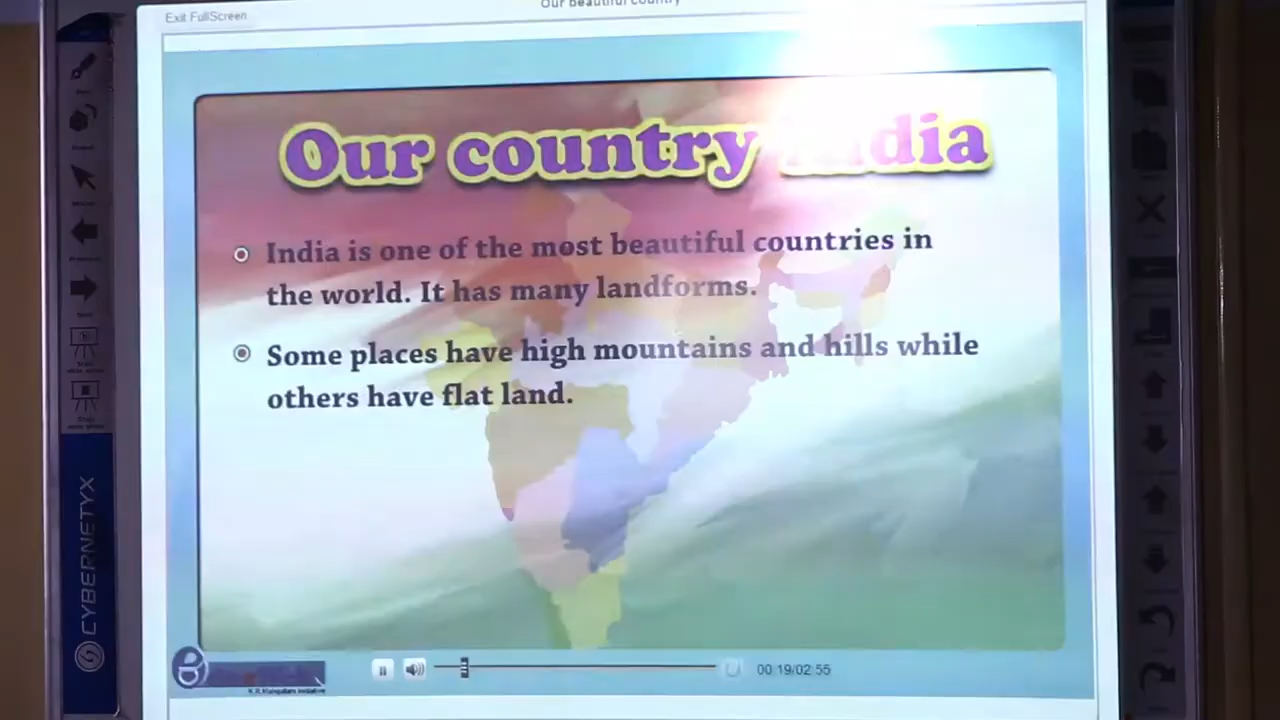 Our beautiful country
Exit FullScreen
Our country India
India is one of the most beautiful countries in
the world. It has many landforms.
Some places have high mountains and hills while
others have flat land.
CYBERNETYX
K.R.Mangalam Initiative
00:19/02:55